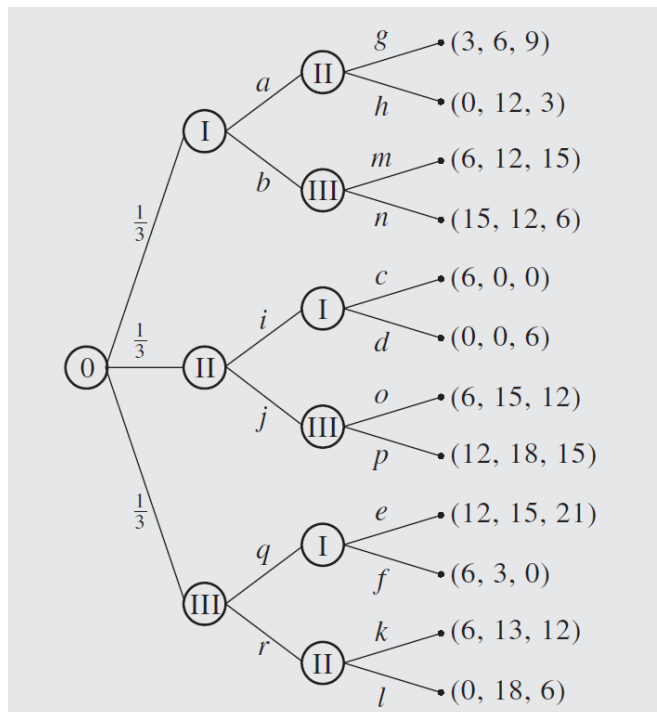 g (3, 6, 9)
II
a
h (0, 12, 3)
I
m (6, 12, 15)
b
III
n (15, 12, 6)
1/3
c (6, 0, 0)
I
i
d (0, 0, 6)
1/3
0
II
o (6, 15, 12)
j
III
p (12, 18, 15)
1/3
e (12, 15, 21)
q
I
f (6, 3, 0)
III
k (6, 13, 12)
r
II
l (0, 18, 6)